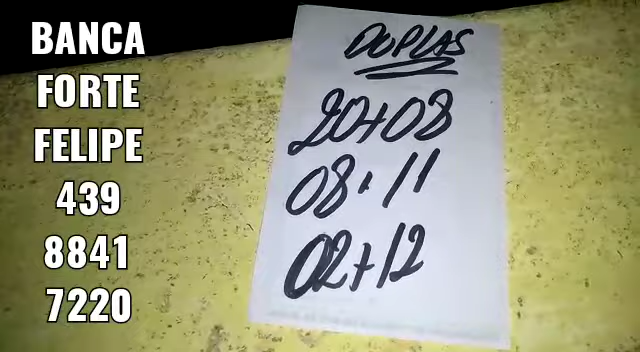 BANCA
FORTE
FELIPE
439
8841
7220
DUPLAS
20+08
08.11
02+12